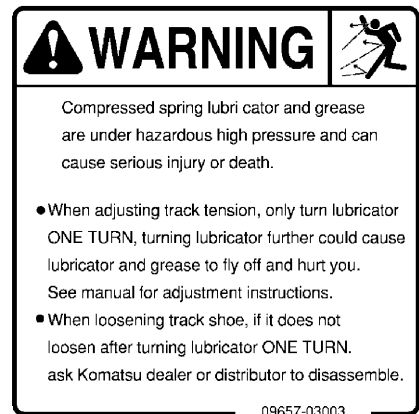 WARNING
Compressed spring lubri cator and grease
are under hazardous high pressure and can
cause serious injury or death.
●When adjusting track tension, only turn lubricator
ONE TURN, turning lubricator further could cause
lubricator and grease to fly off and hurt you.
See manual for adjustment instructions.
●When loosening track shoe, if it does not
loosen after turning lubricator ONE TURN.
ask Komatsu dealer or distributor to disassemble.
09657-03003